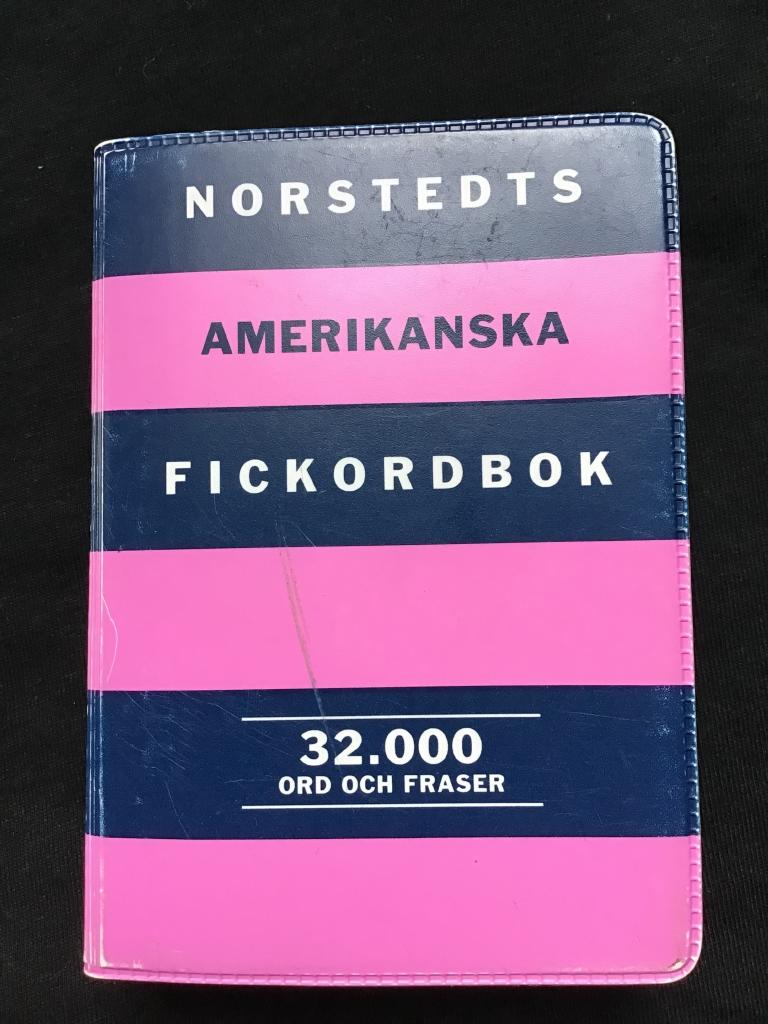 NORSTEDTS
AMERIKANSKA
FICKORDBOK
32.000
ORD OCH FRASER